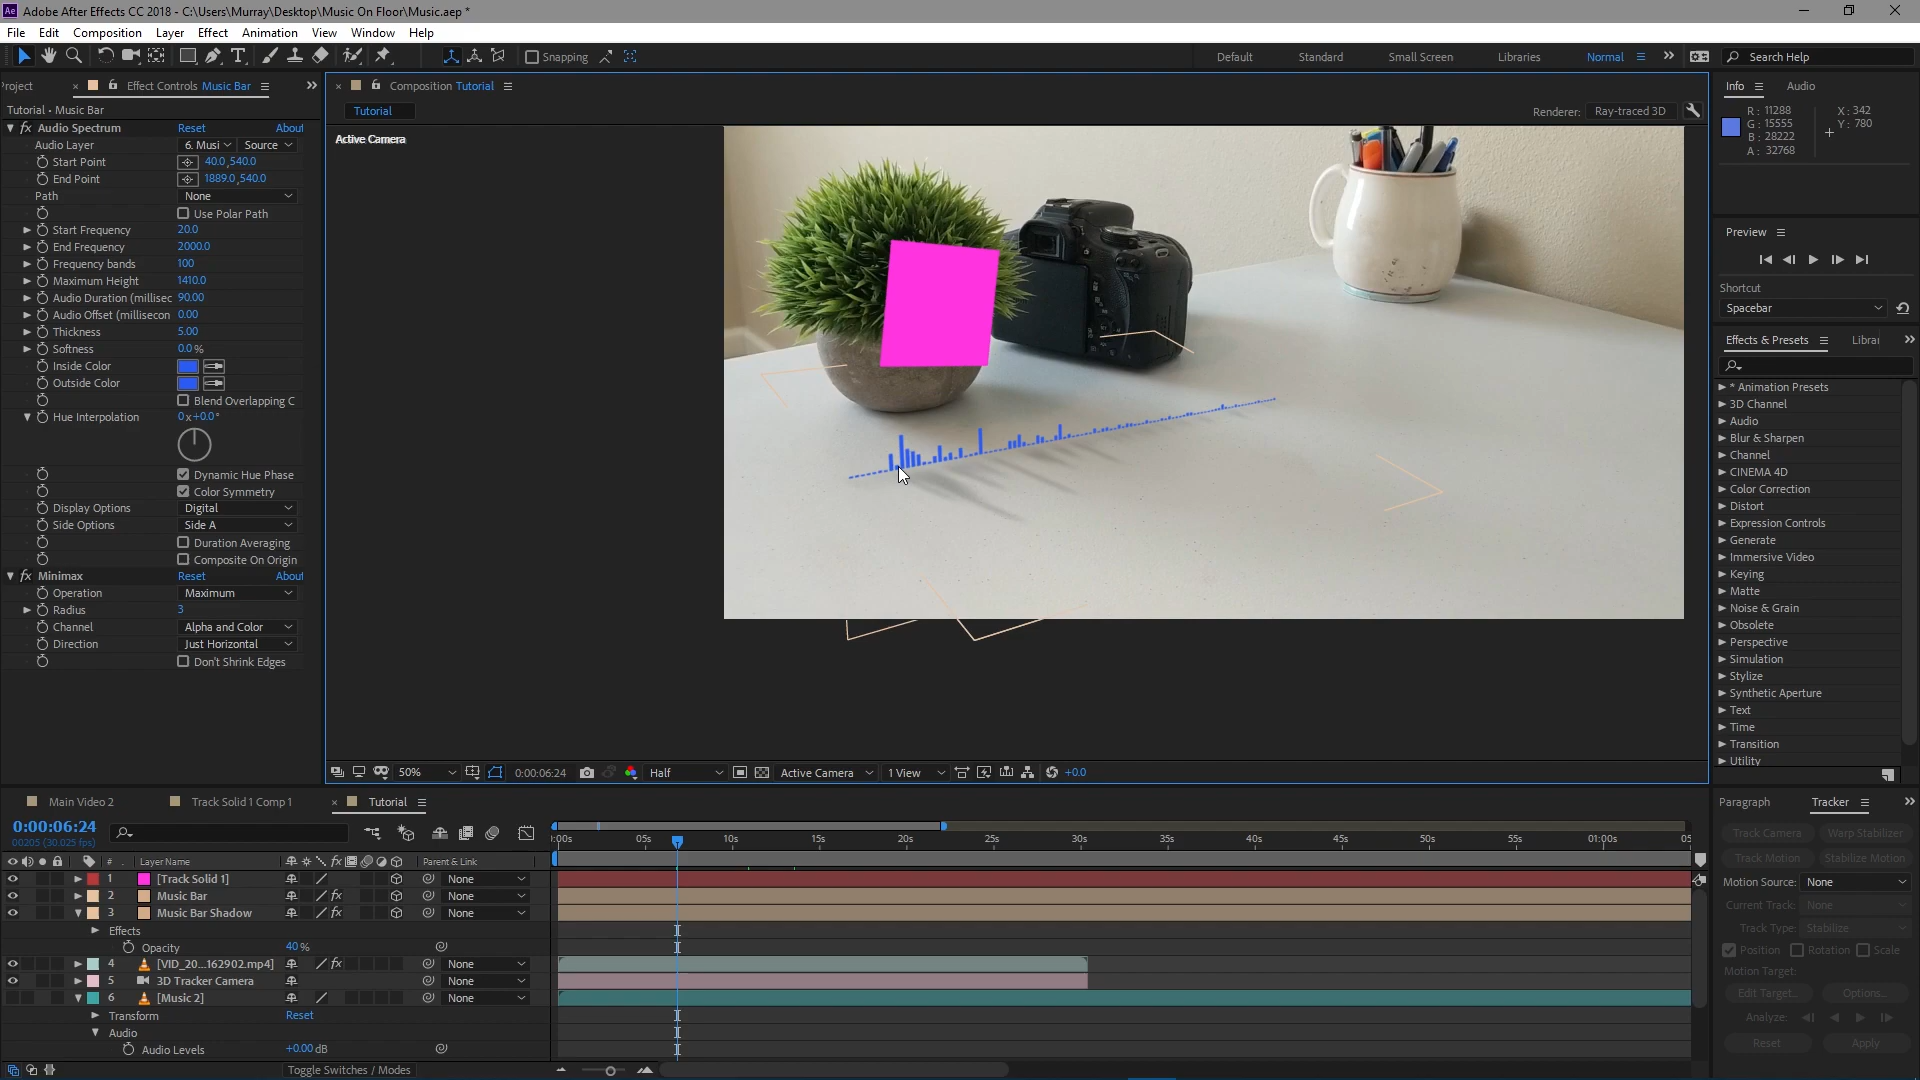 Adobe After Effects CC 2018 - C:\Users\Murray\Desktop\Music On Floor\Music.aep *
File Edit Composition Layer Effect Animation View Window Help
Snapping
Default Standard Small Screen Libraries Normal Search Help
roject Effect Controls Music Bar
Tutorial • Music Bar
fx Audio Spectrum Reset About
Audio Layer 6. Musi Source
Start Point 40.0,540.0
End Point 1889.0,540.0
Path None
Use Polar Path
Start Frequency 20.0
End Frequency 2000.0
Frequency bands 100
Maximum Height 1410.0
Audio Duration (millisec 90.00
Audio Offset (millisecon 0.00
Thickness 5.00
Softness 0.0 %
Inside Color
Outside Color
Blend Overlapping C
Hue Interpolation 0x+0.0°
Dynamic Hue Phase
Color Symmetry
Display Options Digital
Side Options Side A
Duration Averaging
Composite On Origin
fx Minimax Reset About
Operation Maximum
Radius 3
Channel Alpha and Color
Direction Just Horizontal
Don't Shrink Edges
Composition Tutorial
Tutorial
Renderer: Ray-traced 3D
Active Camera
50% 0:00:06:24 Half Active Camera 1 View +0.0
Info Audio
R: 11288 X: 342
G: 15555 Y: 780
B: 28222
A: 32768
Preview
Shortcut
Spacebar
Effects & Presets Librai
* Animation Presets
3D Channel
Audio
Blur & Sharpen
Channel
CINEMA 4D
Color Correction
Distort
Expression Controls
Generate
Immersive Video
Keying
Matte
Noise & Grain
Obsolete
Perspective
Simulation
Stylize
Synthetic Aperture
Text
Time
Transition
Utility
Main Video 2 Track Solid 1 Comp 1 Tutorial
0:00:06:24
00205 (30.025 fps)
:00s 05s 10s 15s 20s 25s 30s 35s 40s 45s 50s 55s 01:00s 05
# Layer Name fx Parent & Link
1 [Track Solid 1] None
2 Music Bar fx None
3 Music Bar Shadow fx None
Effects
Opacity 40 %
4 [VID_20...162902.mp4] fx None
5 3D Tracker Camera None
6 [Music 2] None
Transform Reset
Audio
Audio Levels +0.00 dB
Toggle Switches / Modes
Paragraph Tracker
Track Camera Warp Stabilizer
Track Motion Stabilize Motion
Motion Source: None
Current Track: None
Track Type: Stabilize
Position Rotation Scale
Motion Target:
Edit Target... Options...
Analyze:
Reset Apply